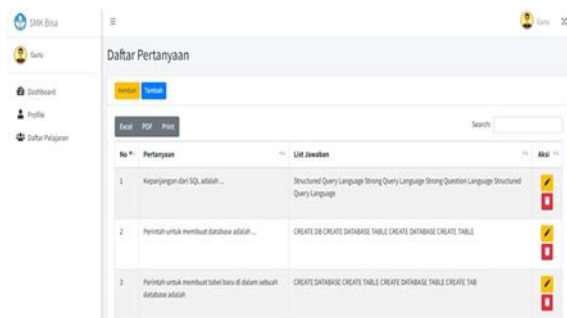 SMK Bisa
Guru
Guru
Dashboard
Profile
Daftar Pelajaran
Daftar Pertanyaan
Kembali Tambah
Excel PDF Print
Search:
No Pertanyaan List Jawaban Aksi
1 Kepanjangan dari SQL adalah ... Structured Query Language Strong Query Language Strong Question Language Structured
Query Language
2 Perintah untuk membuat database adalah ... CREATE DB CREATE DATABASE TABLE CREATE DATABASE CREATE TABLE
3 Perintah untuk membuat tabel baru di dalam sebuah CREATE DATABASE CREATE TABLE CREATE DATABASE TABLE CREATE TAB
database adalah